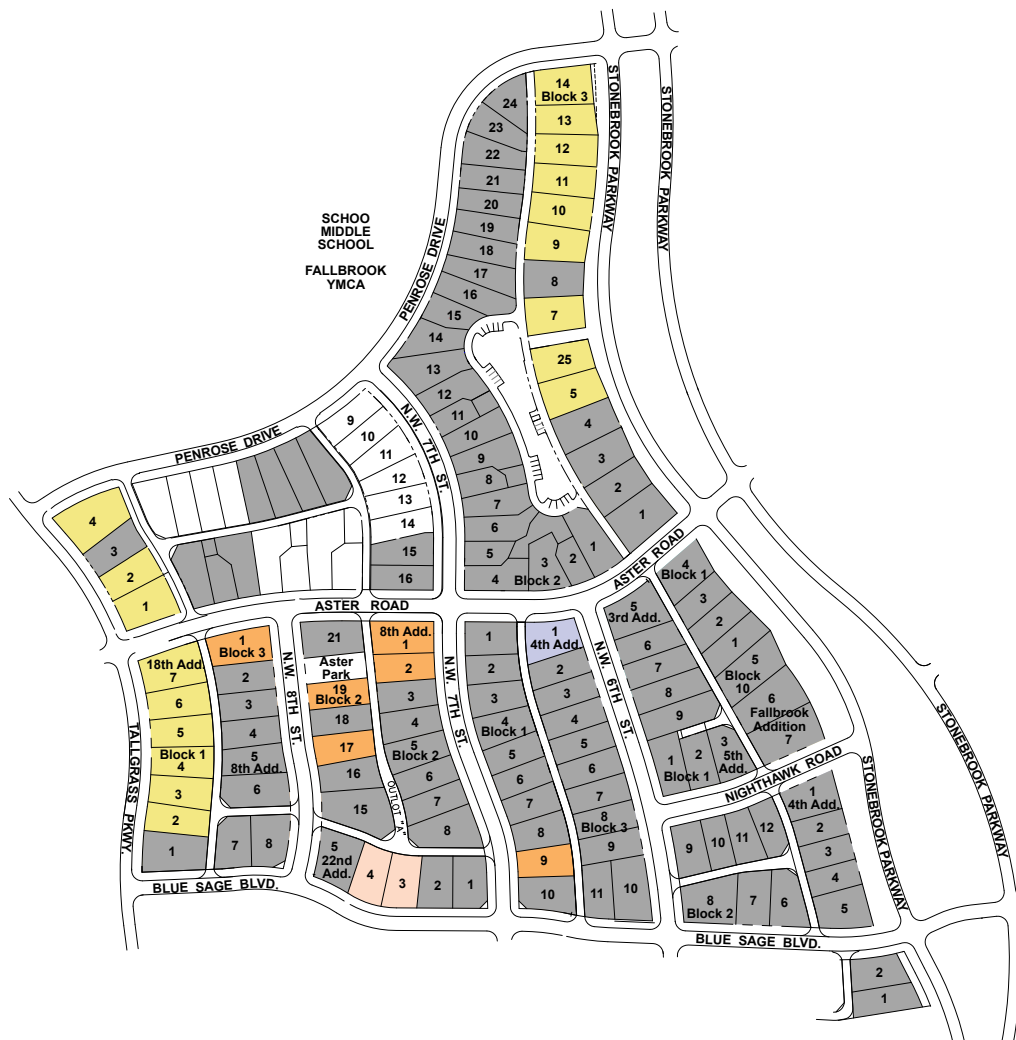 14
Block 3
13
12
11
10
9
8
7
25
5
4
3
2
1
24
23
22
21
20
19
18
17
16
15
14
13
12
11
10
9
8
7
6
5
4
3
2
1
Block 2
STONEBROOK PARKWAY
STONEBROOK PARKWAY
SCHOO
MIDDLE
SCHOOL
FALLBROOK
YMCA
PENROSE DRIVE
N.W. 7TH ST.
PENROSE DRIVE
9
10
11
12
13
14
15
16
4
3
2
1
ASTER ROAD
ASTER ROAD
18th Add.
7
6
5
Block 1
4
3
2
1
TALLGRASS PKWY.
1
Block 3
2
3
4
5
8th Add.
6
7
8
N.W. 8TH ST.
21
Aster
Park
19
Block 2
18
17
16
15
OUTLOT "A"
8th Add.
1
2
3
4
5
Block 2
6
7
8
N.W. 7TH ST.
5
22nd
Add.
4
3
2
1
BLUE SAGE BLVD.
1
2
3
4
Block 1
5
6
7
8
9
10
1
4th Add.
2
3
4
5
6
7
8
Block 3
9
11
10
N.W. 6TH ST.
5
3rd Add.
6
7
8
9
1
2
Block 1
3
5th
Add.
4
Block 1
3
2
1
5
Block
10
6
Fallbrook
Addition
7
NIGHTHAWK ROAD
9
10
11
12
8
Block 2
7
6
1
4th Add.
2
3
4
5
STONEBROOK PARKWAY
STONEBROOK PARKWAY
BLUE SAGE BLVD.
2
1